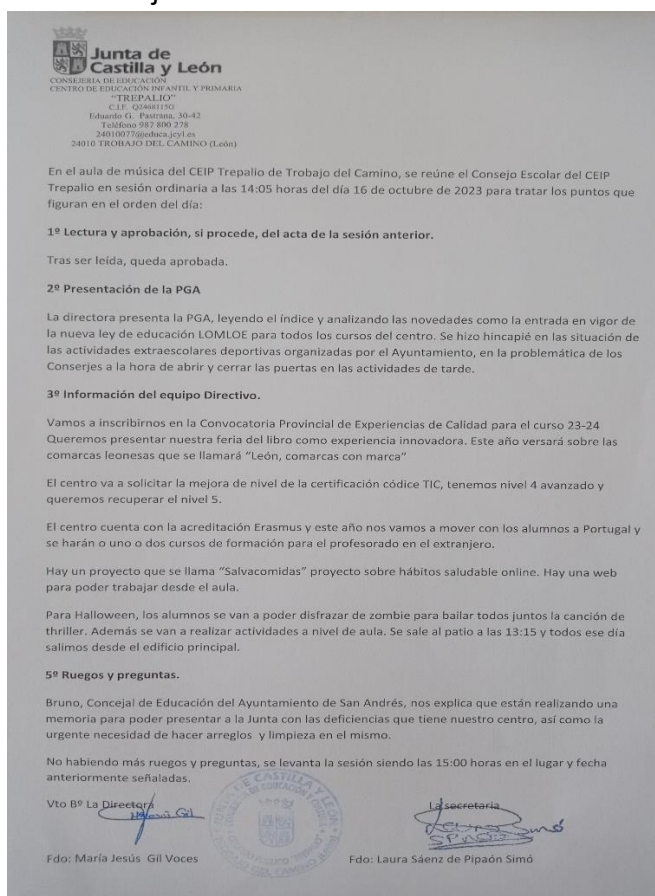 Junta de
Castilla y León
CONSEJERIA DE EDUCACIÓN
CENTRO DE EDUCACIÓN INFANTIL Y PRIMARIA
"TREPALIO"
C.I.F. Q2468115G
Eduardo G. Pastrana, 30-42
Teléfono 987 800 278
24010077@educa.jcyl.es
24010 TROBAJO DEL CAMINO (León)
En el aula de música del CEIP Trepalio de Trobajo del Camino, se reúne el Consejo Escolar del CEIP
Trepalio en sesión ordinaria a las 14:05 horas del día 16 de octubre de 2023 para tratar los puntos que
figuran en el orden del día:
1º Lectura y aprobación, si procede, del acta de la sesión anterior.
Tras ser leída, queda aprobada.
2º Presentación de la PGA
La directora presenta la PGA, leyendo el índice y analizando las novedades como la entrada en vigor de
la nueva ley de educación LOMLOE para todos los cursos del centro. Se hizo hincapié en las situación de
las actividades extraescolares deportivas organizadas por el Ayuntamiento, en la problemática de los
Conserjes a la hora de abrir y cerrar las puertas en las actividades de tarde.
3º Información del equipo Directivo.
Vamos a inscribirnos en la Convocatoria Provincial de Experiencias de Calidad para el curso 23-24
Queremos presentar nuestra feria del libro como experiencia innovadora. Este año versará sobre las
comarcas leonesas que se llamará "León, comarcas con marca"
El centro va a solicitar la mejora de nivel de la certificación códice TIC, tenemos nivel 4 avanzado y
queremos recuperar el nivel 5.
El centro cuenta con la acreditación Erasmus y este año nos vamos a mover con los alumnos a Portugal y
se harán o uno o dos cursos de formación para el profesorado en el extranjero.
Hay un proyecto que se llama "Salvacomidas" proyecto sobre hábitos saludable online. Hay una web
para poder trabajar desde el aula.
Para Halloween, los alumnos se van a poder disfrazar de zombie para bailar todos juntos la canción de
thriller. Además se van a realizar actividades a nivel de aula. Se sale al patio a las 13:15 y todos ese día
salimos desde el edificio principal.
5º Ruegos y preguntas.
Bruno, Concejal de Educación del Ayuntamiento de San Andrés, nos explica que están realizando una
memoria para poder presentar a la Junta con las deficiencias que tiene nuestro centro, así como la
urgente necesidad de hacer arreglos y limpieza en el mismo.
No habiendo más ruegos y preguntas, se levanta la sesión siendo las 15:00 horas en el lugar y fecha
anteriormente señaladas.
Vto Bº La Directora
La secretaria
Fdo: María Jesús Gil Voces
Fdo: Laura Sáenz de Pipaón Simó